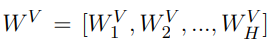 W^V = [W_1^V, W_2^V, ..., W_H^V]